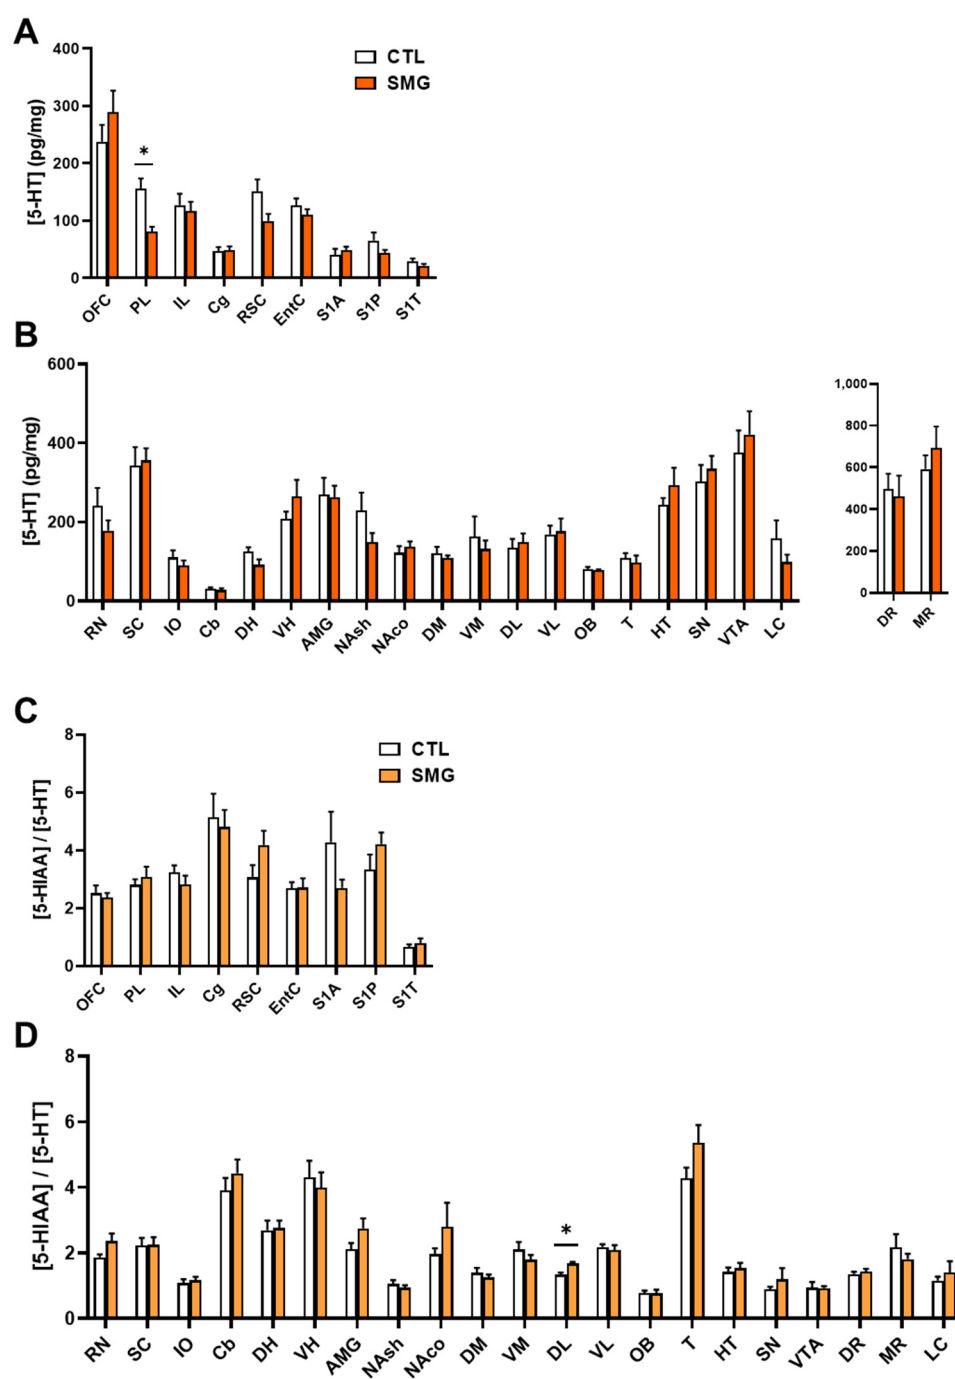 A
CTL
SMG
[5-HT] (pg/mg)
400
300
200
100
0
*
OFC PL IL Cg RSC EntC S1A S1P S1T
B
[5-HT] (pg/mg)
600
400
200
0
RN SC IO Cb DH VH AMG NAsh NAco DM VM DL VL OB T HT SN VTA LC
1,000
800
600
400
200
0
DR MR
C
CTL
SMG
[5-HIAA] / [5-HT]
8
6
4
2
0
OFC PL IL Cg RSC EntC S1A S1P S1T
D
[5-HIAA] / [5-HT]
8
6
4
2
0
*
RN SC IO Cb DH VH AMG NAsh NAco DM VM DL VL OB T HT SN VTA DR MR LC